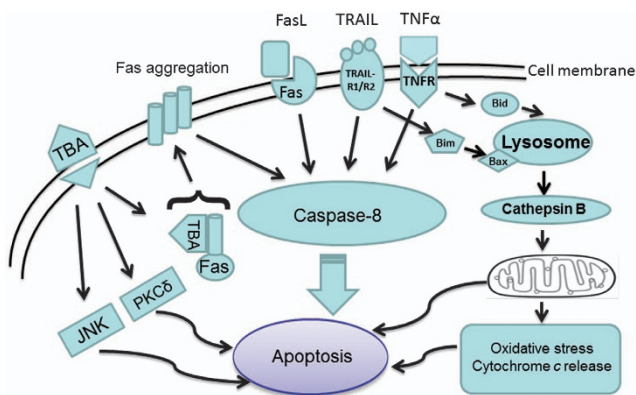 FasL
TRAIL
TNFα
Fas aggregation
Cell membrane
TBA
Fas
TRAIL-
R1/R2
TNFR
Bid
Bim
Bax
Lysosome
Caspase-8
Cathepsin B
TBA
Fas
JNK
PKCδ
Apoptosis
Oxidative stress
Cytochrome c release